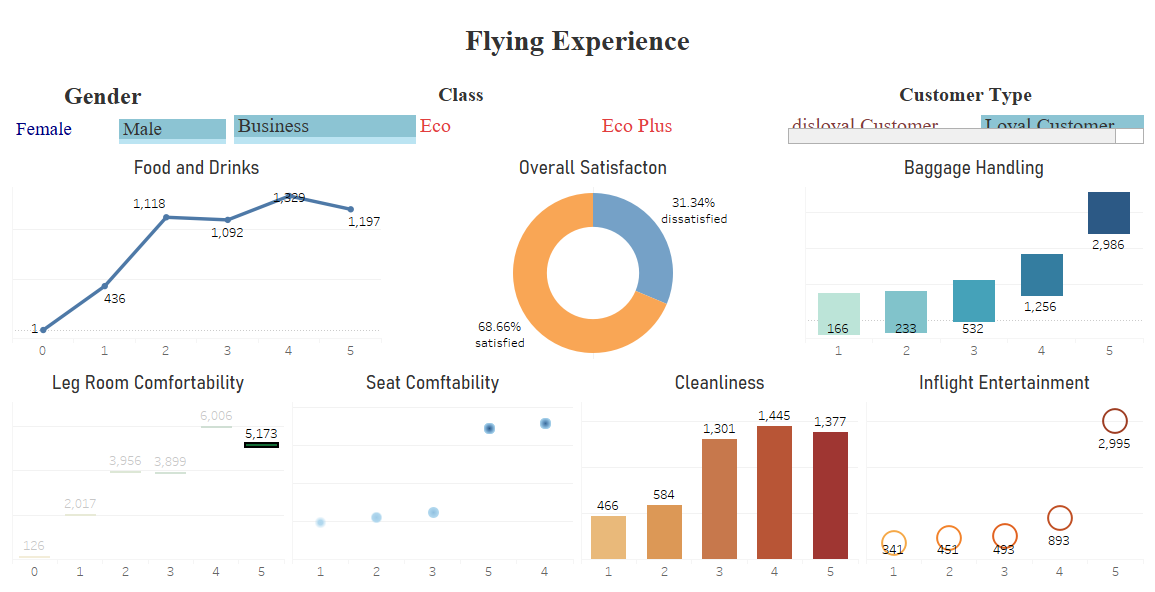 Flying Experience
Gender
Class
Customer Type
Female
Male
Business
Eco
Eco Plus
disloyal Customer
Loyal Customer
Food and Drinks
1
436
1,118
1,092
1,329
1,197
0 1 2 3 4 5
Overall Satisfacton
31.34%
dissatisfied
68.66%
satisfied
Baggage Handling
166
233
532
1,256
2,986
1 2 3 4 5
Leg Room Comfortability
126
2,017
3,956
3,899
6,006
5,173
0 1 2 3 4 5
Seat Comftability
1 2 3 5 4
Cleanliness
466
584
1,301
1,445
1,377
1 2 3 4 5
Inflight Entertainment
341
451
493
893
2,995
1 2 3 4 5